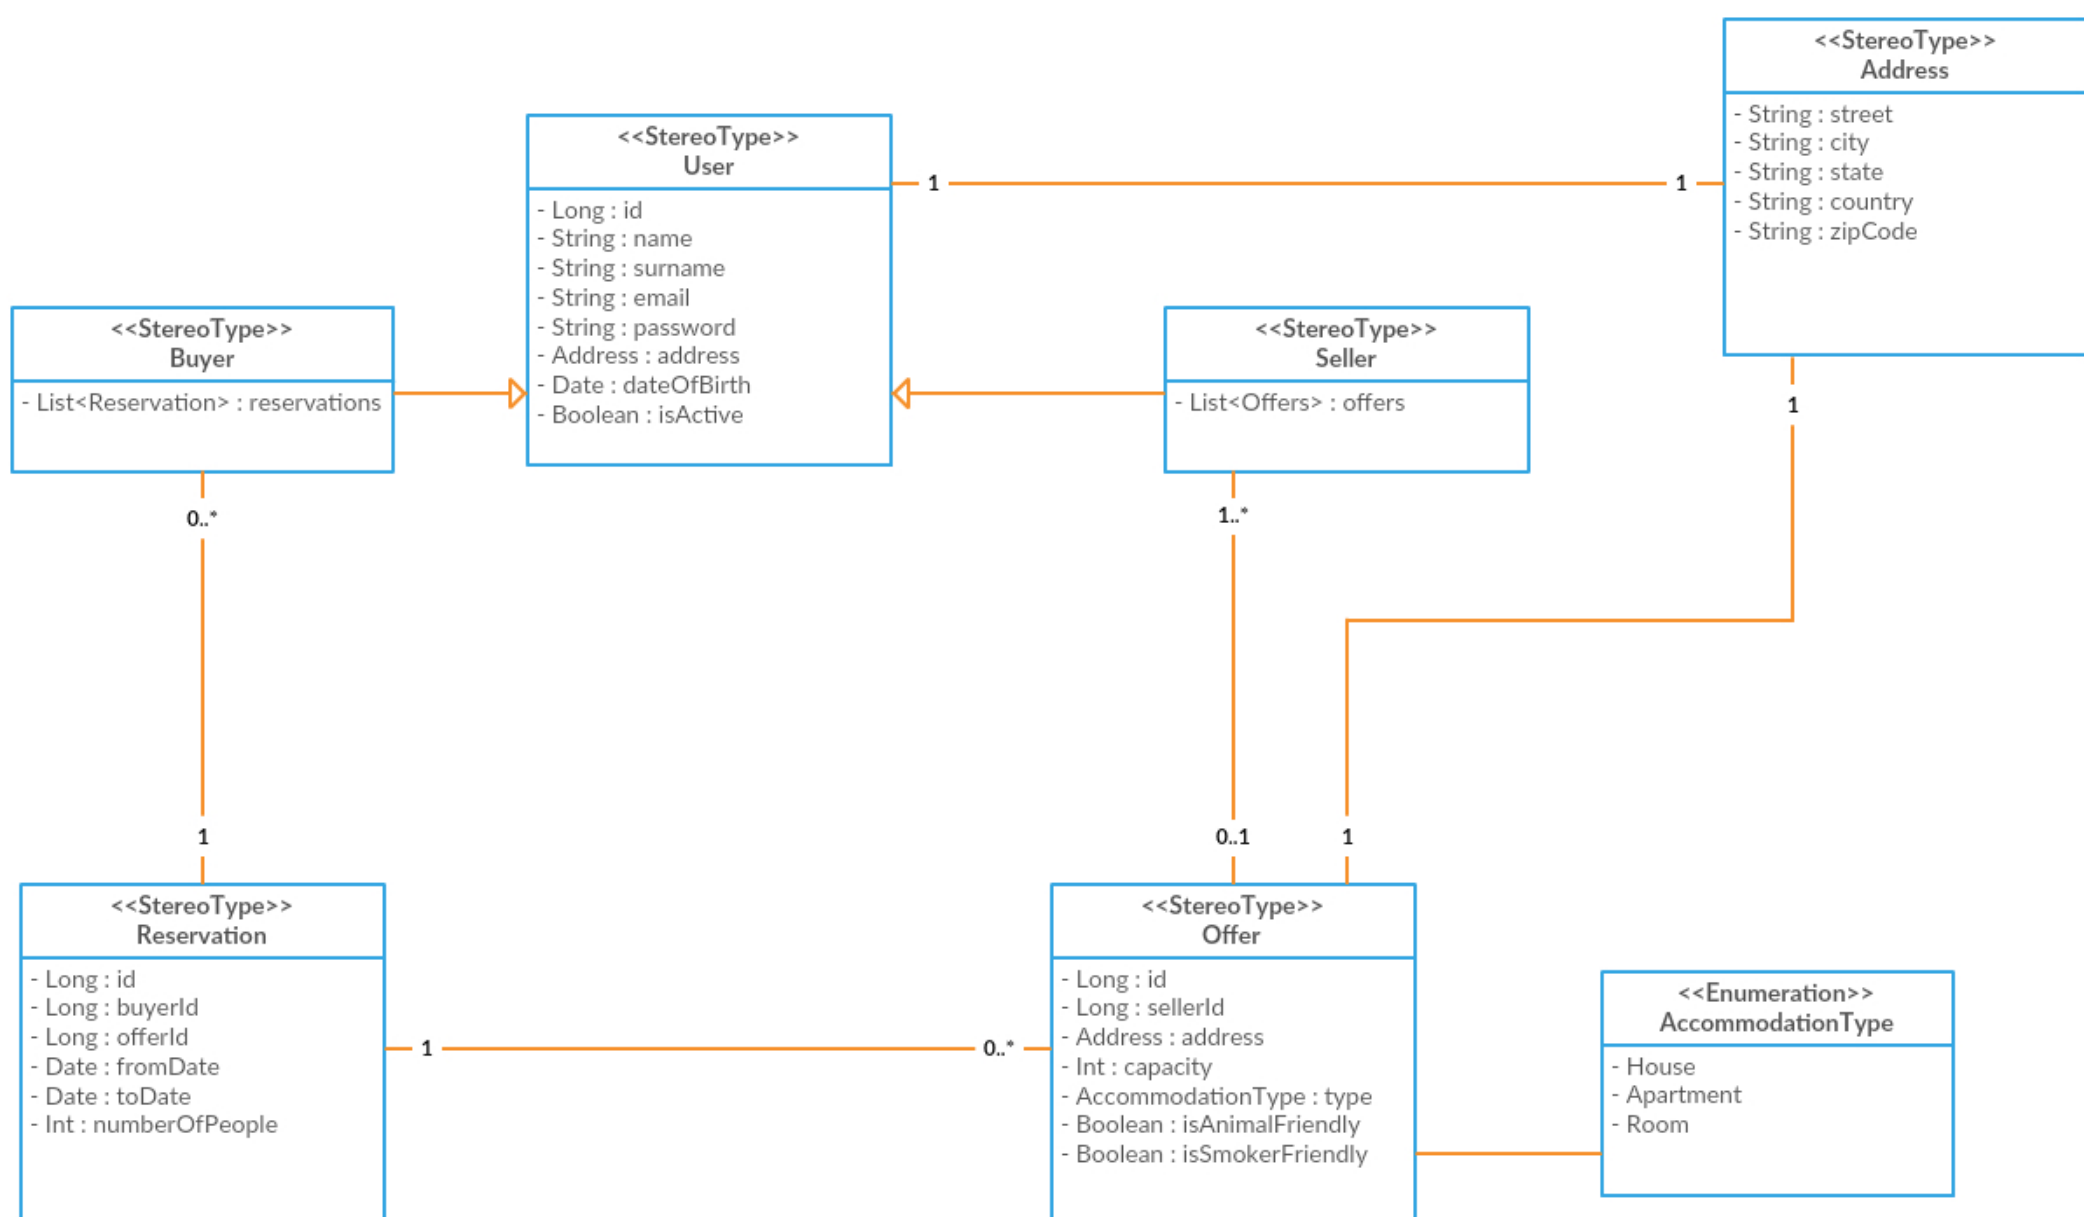 <<StereoType>>
Address
- String : street
- String : city
- String : state
- String : country
- String : zipCode
<<StereoType>>
User
- Long : id
- String : name
- String : surname
- String : email
- String : password
- Address : address
- Date : dateOfBirth
- Boolean : isActive
1
1
<<StereoType>>
Buyer
- List<Reservation> : reservations
<<StereoType>>
Seller
- List<Offers> : offers
1
0..*
1..*
1
0..1
1
<<StereoType>>
Reservation
- Long : id
- Long : buyerId
- Long : offerId
- Date : fromDate
- Date : toDate
- Int : numberOfPeople
1
0..*
<<StereoType>>
Offer
- Long : id
- Long : sellerId
- Address : address
- Int : capacity
- AccommodationType : type
- Boolean : isAnimalFriendly
- Boolean : isSmokerFriendly
<<Enumeration>>
AccommodationType
- House
- Apartment
- Room